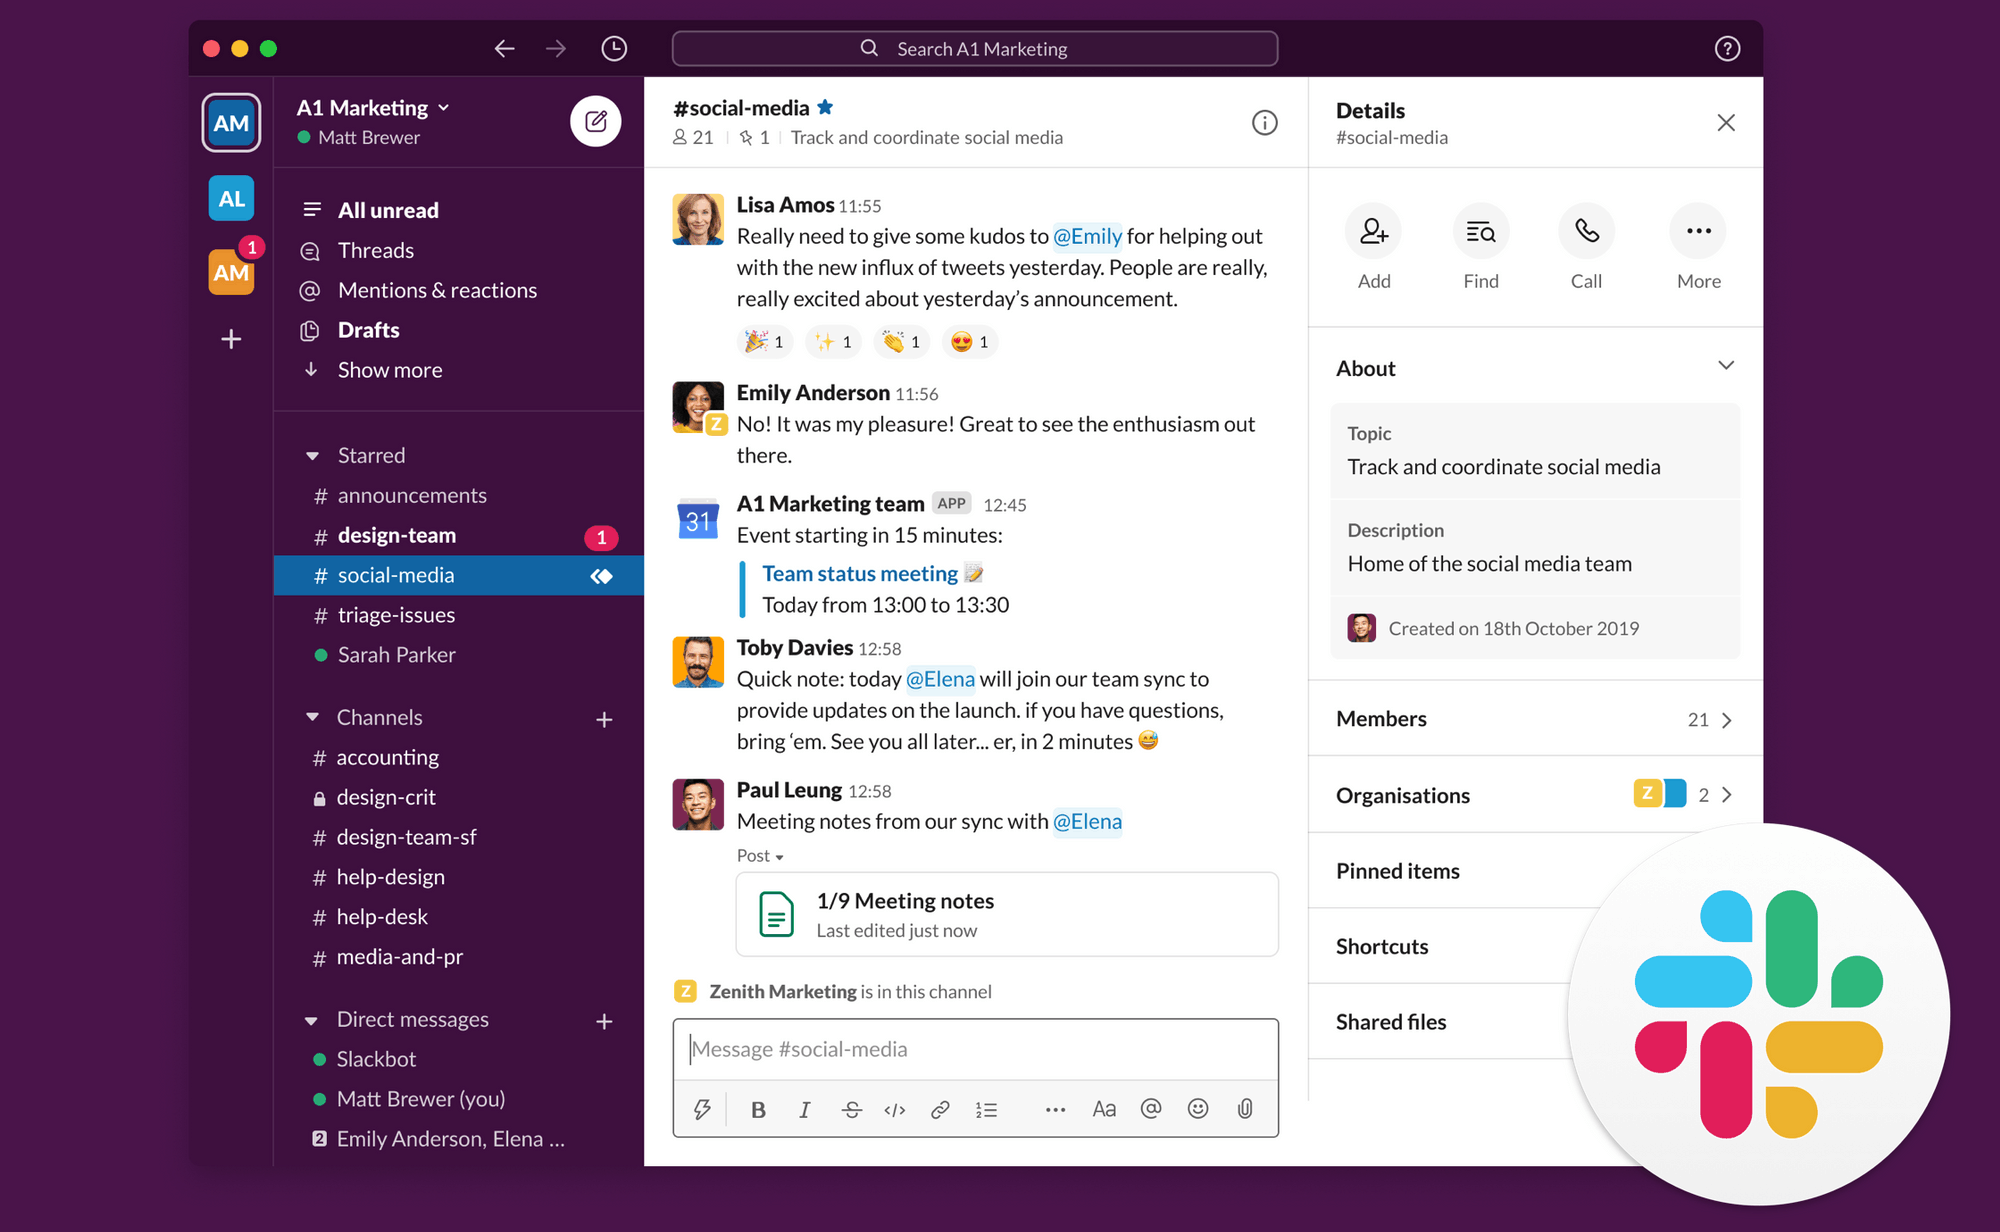 Search A1 Marketing
AM
AL
1
AM
A1 Marketing
Matt Brewer
All unread
Threads
Mentions & reactions
Drafts
Show more
Starred
# announcements
# design-team 1
# social-media
# triage-issues
Sarah Parker
Channels
# accounting
design-crit
# design-team-sf
# help-design
# help-desk
# media-and-pr
Direct messages
Slackbot
Matt Brewer (you)
2 Emily Anderson, Elena ...
#social-media
21 1 Track and coordinate social media
Lisa Amos 11:55
Really need to give some kudos to @Emily for helping out
with the new influx of tweets yesterday. People are really,
really excited about yesterday’s announcement.
1 1 1 1
Emily Anderson 11:56
Z
No! It was my pleasure! Great to see the enthusiasm out
there.
31
A1 Marketing team APP 12:45
Event starting in 15 minutes:
Team status meeting
Today from 13:00 to 13:30
Toby Davies 12:58
Quick note: today @Elena will join our team sync to
provide updates on the launch. if you have questions,
bring ‘em. See you all later... er, in 2 minutes
Paul Leung 12:58
Meeting notes from our sync with @Elena
Post
1/9 Meeting notes
Last edited just now
Z Zenith Marketing is in this channel
Message #social-media
B I S </> Aa @
Details
#social-media
Add Find Call More
About
Topic
Track and coordinate social media
Description
Home of the social media team
Created on 18th October 2019
Members 21
Organisations Z 2
Pinned items
Shortcuts
Shared files